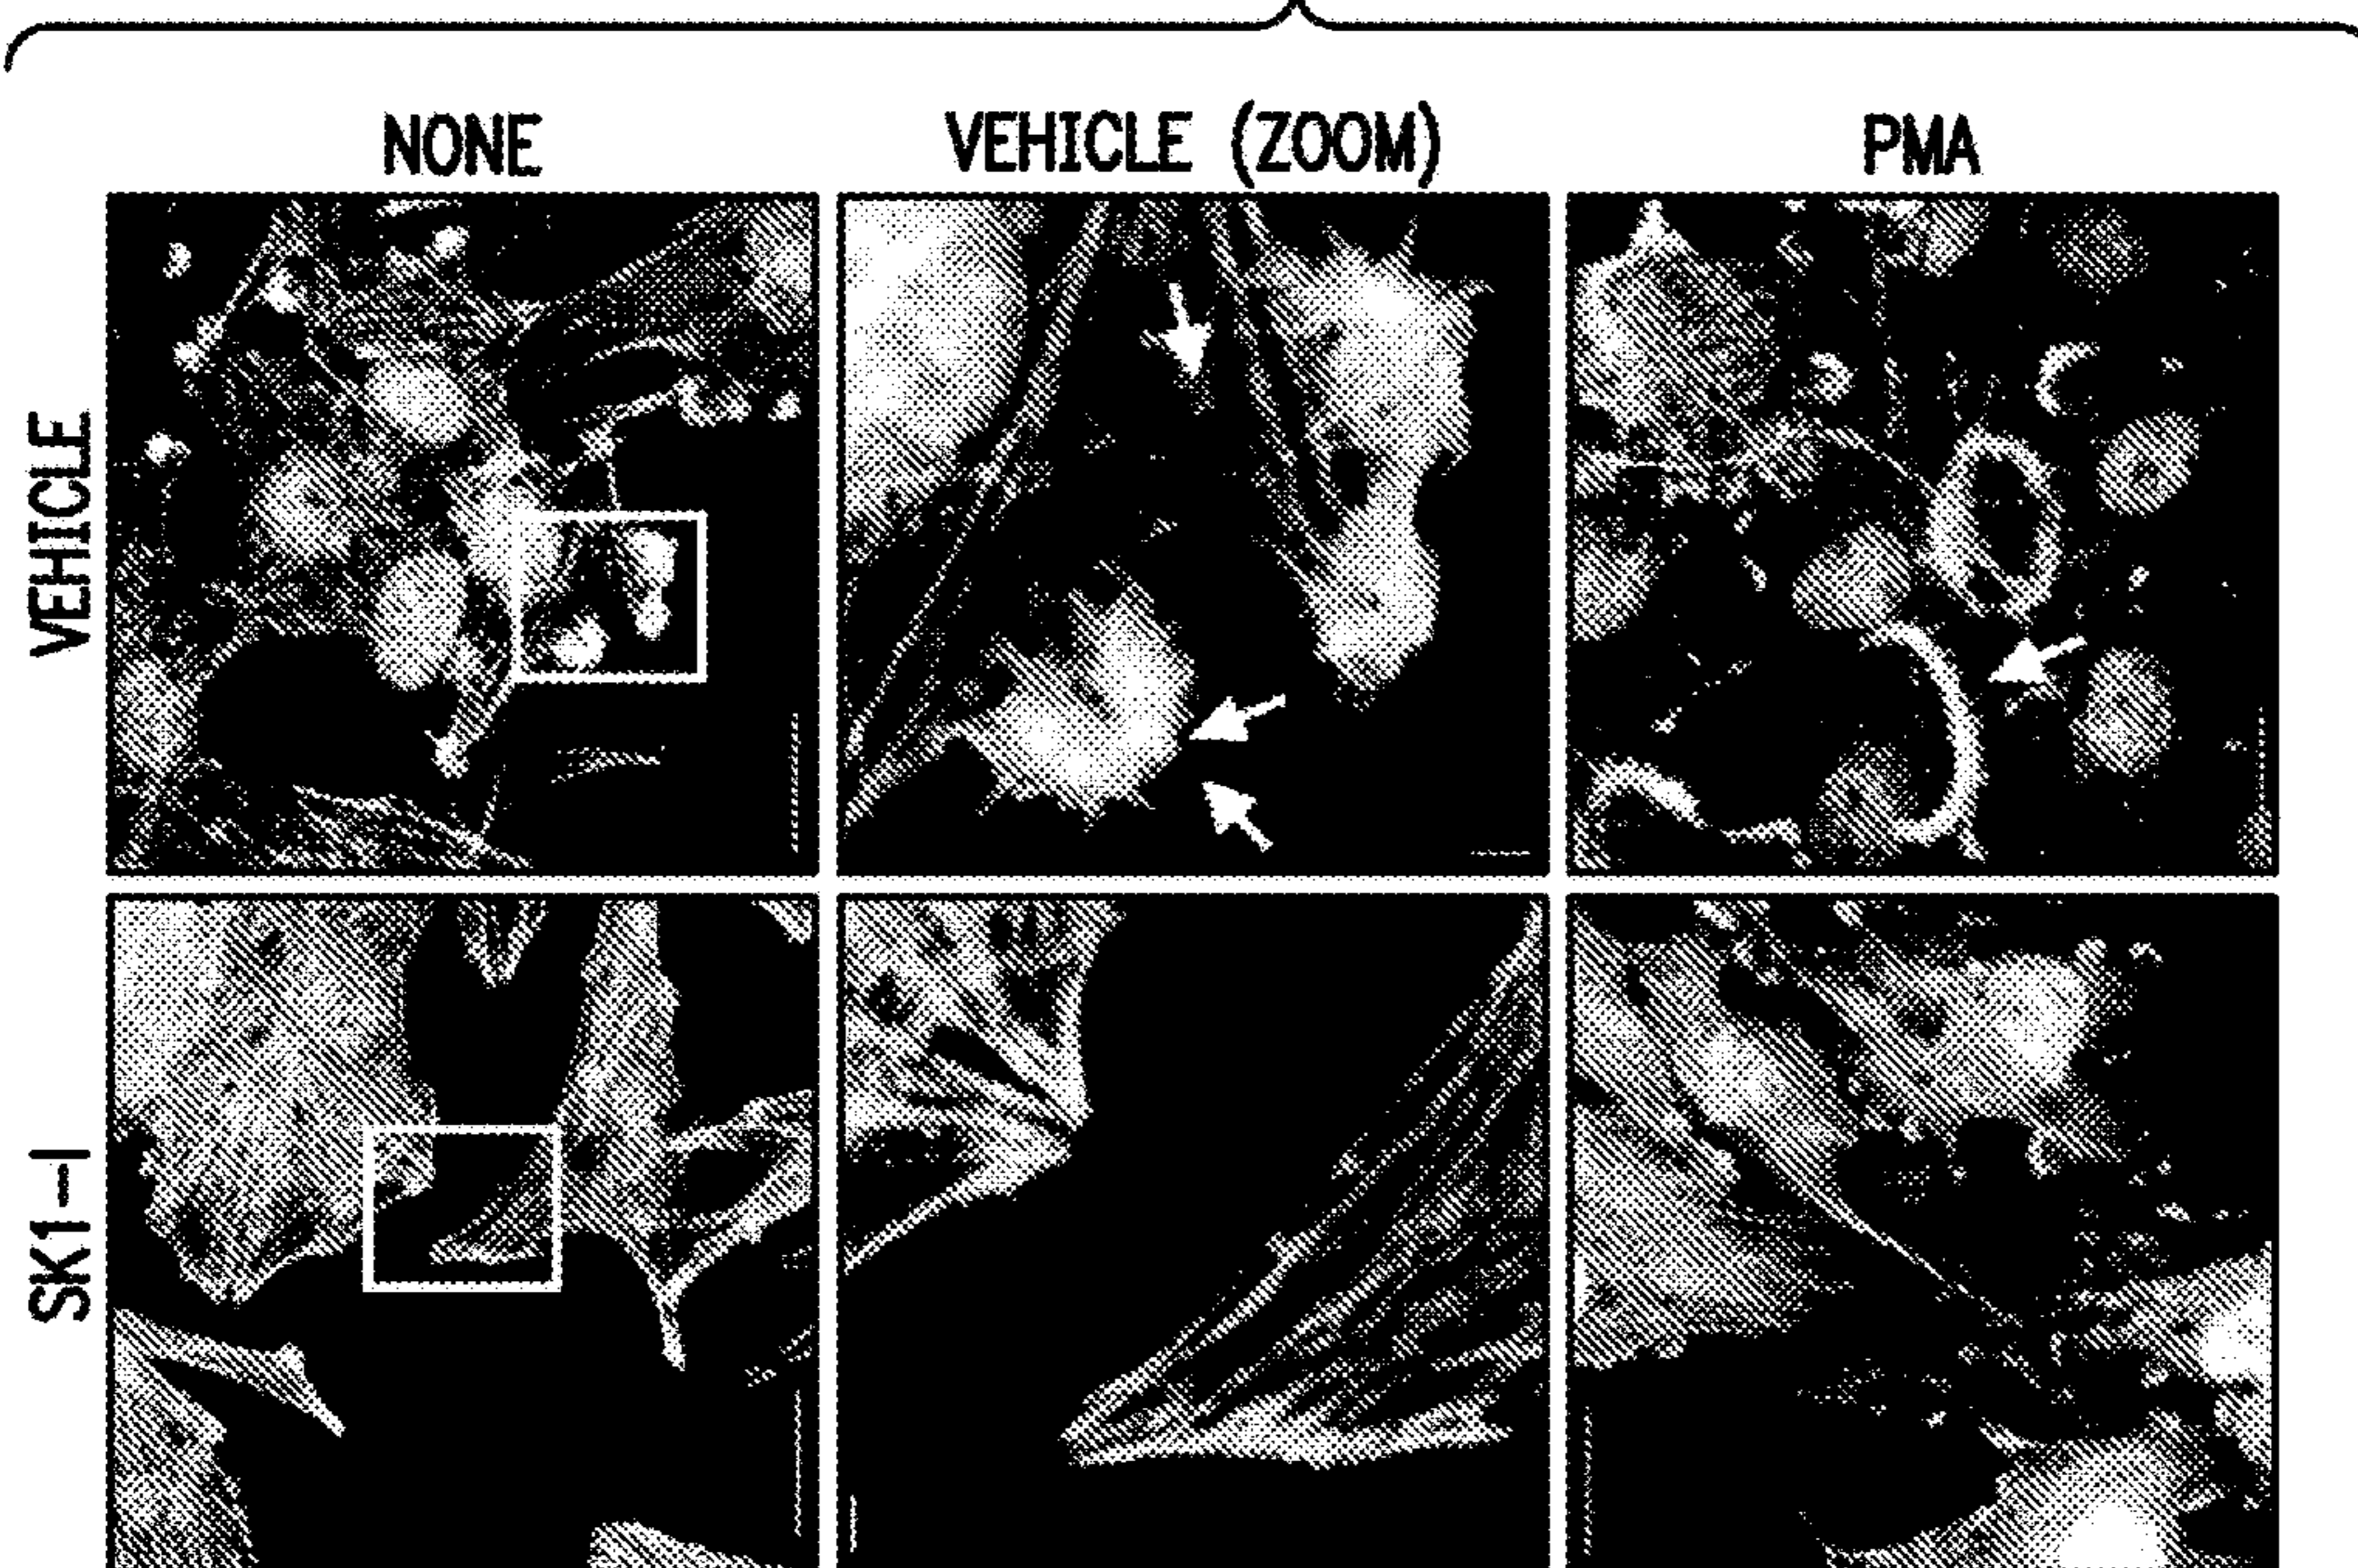 NONE
VEHICLE (ZOOM)
PMA
VEHICLE
SK1-I